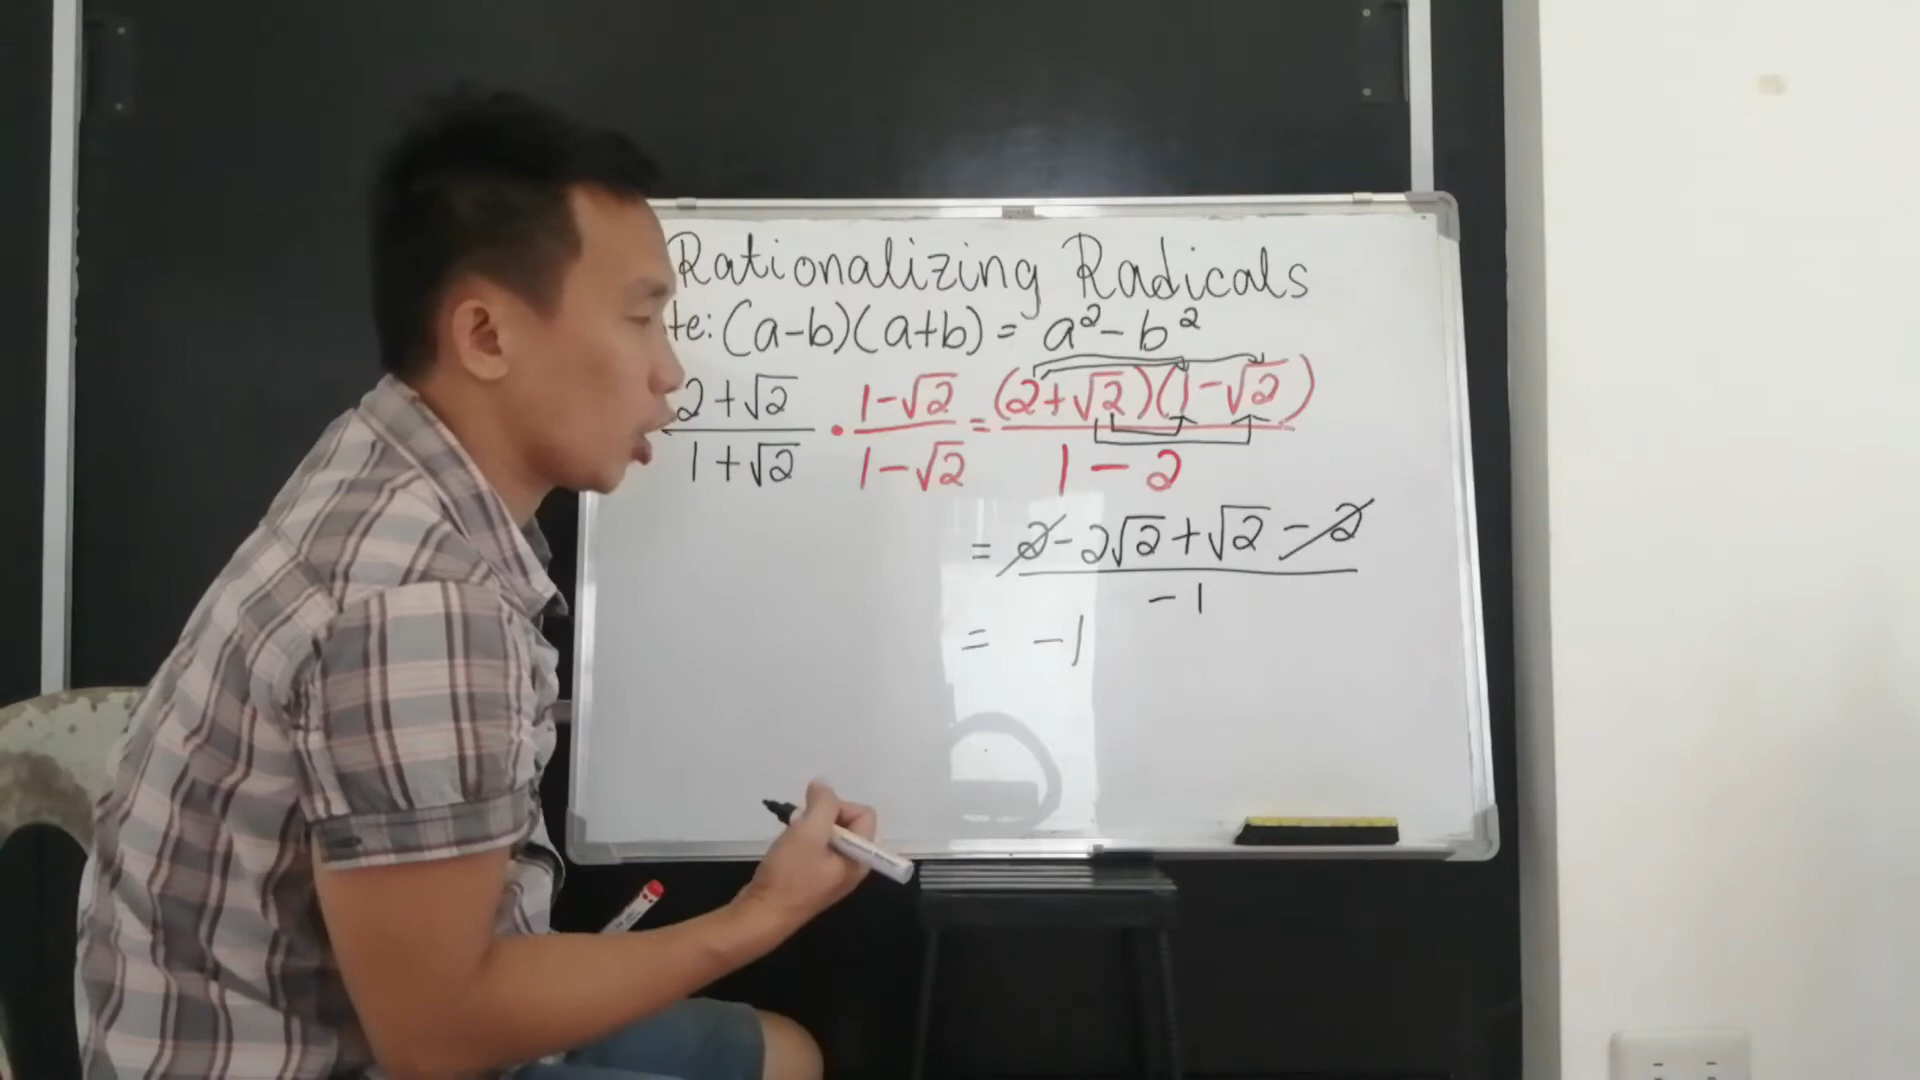 Rationalizing Radicals
te: (a-b)(a+b) = a² - b²
2+√2 / 1+√2 • 1-√2 / 1-√2 = (2+√2)(1-√2) / 1-2
= 2-2√2+√2-2 / -1
= -1